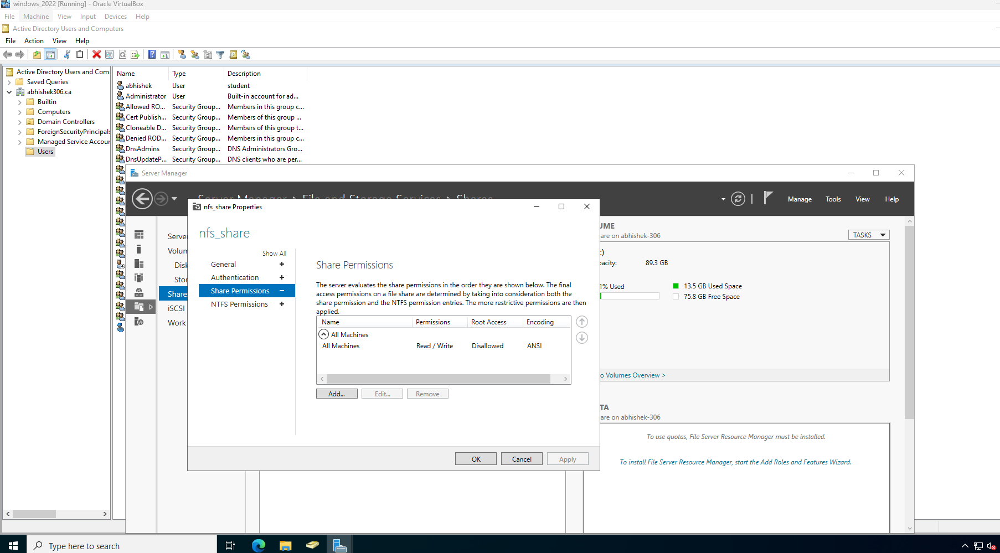 windows_2022 [Running] - Oracle VirtualBox
File Machine View Input Devices Help
Active Directory Users and Computers
File Action View Help
Active Directory Users and Com
Saved Queries
abhishek306.ca
Builtin
Computers
Domain Controllers
ForeignSecurityPrincipals
Managed Service Accour
Users
Name Type Description
abhishek User student
Administrator User Built-in account for ad...
Allowed RO... Security Group... Members in this group c...
Cert Publish... Security Group... Members of this group ...
Cloneable D... Security Group... Members of this group t...
Denied ROD... Security Group... Members in this group c...
DnsAdmins Security Group... DNS Administrators Gro...
DnsUpdateP... Security Group... DNS clients who are per...
Server Manager
Server Manager File and Storage Services Shares
Manage Tools View Help
Server
Volum
Disk
Stor
Share
iSCSI
Work
nfs_share Properties
nfs_share
Show All
General +
Authentication +
Share Permissions –
NTFS Permissions +
Share Permissions
The server evaluates the share permissions in the order they are shown below. The final
access permissions on a file share are determined by taking into consideration both the
share permission and the NTFS permission entries. The more restrictive permissions are then
applied.
Name Permissions Root Access Encoding
All Machines
All Machines Read / Write Disallowed ANSI
Add... Edit... Remove
OK Cancel Apply
UME
are on abhishek-306
TASKS
:)
pacity: 89.3 GB
1% Used
13.5 GB Used Space
75.8 GB Free Space
o Volumes Overview >
TA
are on abhishek-306
To use quotas, File Server Resource Manager must be installed.
To install File Server Resource Manager, start the Add Roles and Features Wizard.
Type here to search